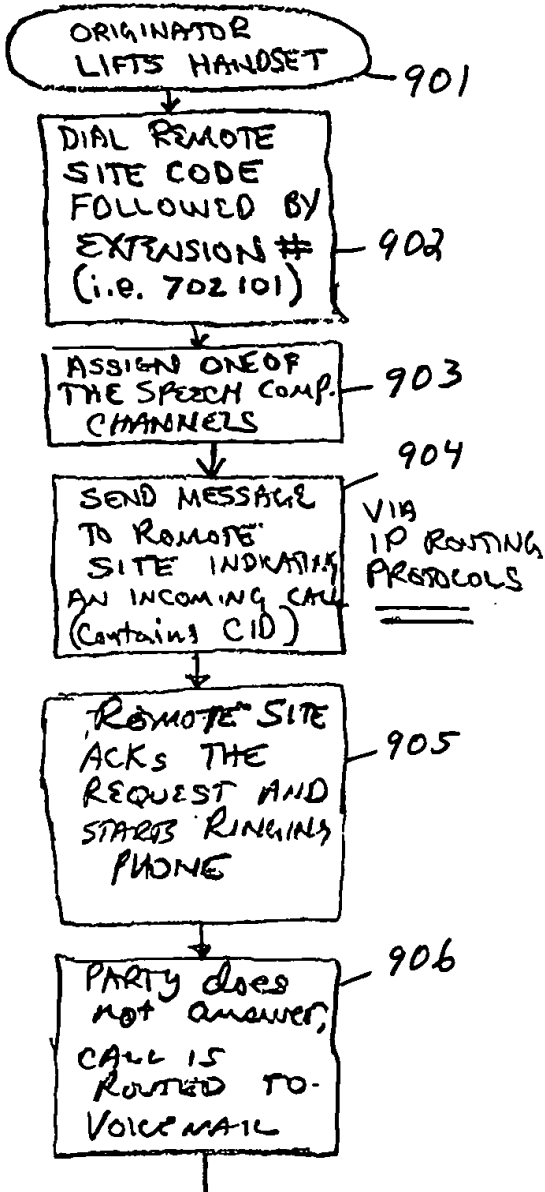 ORIGINATOR
LIFTS HANDSET
901
DIAL REMOTE
SITE CODE
FOLLOWED BY
EXTENSION #
(i.e. 702101)
902
ASSIGN ONE OF
THE SPEECH COMP.
CHANNELS
903
904
SEND MESSAGE
TO REMOTE
SITE INDICATING
AN INCOMING CALL
(Contains CID)
VIA
IP ROUTING
PROTOCOLS
REMOTE SITE
ACKs THE
REQUEST AND
STARTS RINGING
PHONE
905
PARTY does
not answer,
CALL IS
ROUTED TO
VOICEMAIL
906